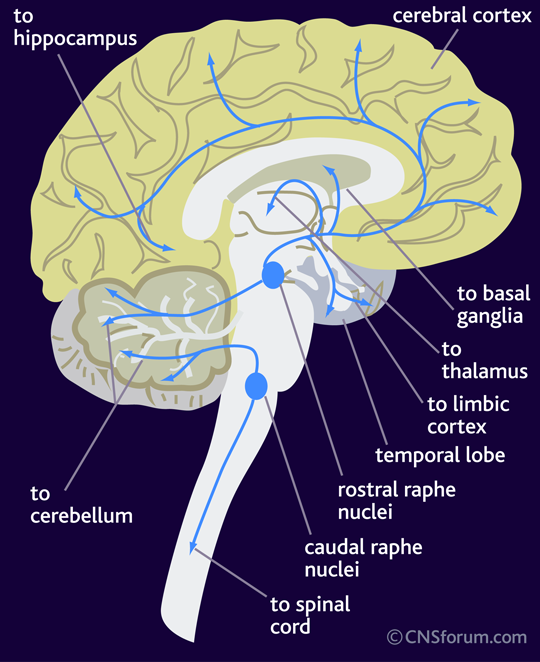 to
hippocampus
cerebral cortex
to basal
ganglia
to
thalamus
to limbic
cortex
temporal lobe
rostral raphe
nuclei
to
cerebellum
caudal raphe
nuclei
to spinal
cord
©CNSforum.com